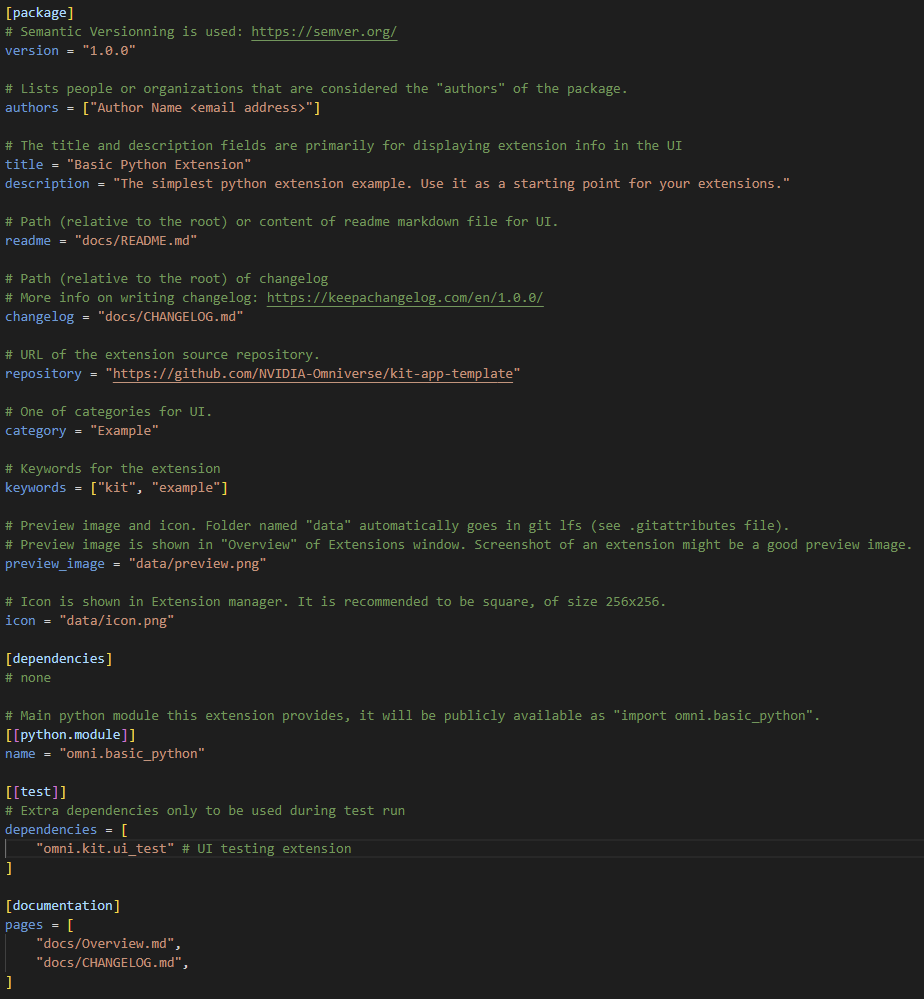 [package]
# Semantic Versionning is used: https://semver.org/
version = "1.0.0"

# Lists people or organizations that are considered the "authors" of the package.
authors = ["Author Name <email address>"]

# The title and description fields are primarily for displaying extension info in the UI
title = "Basic Python Extension"
description = "The simplest python extension example. Use it as a starting point for your extensions."

# Path (relative to the root) or content of readme markdown file for UI.
readme = "docs/README.md"

# Path (relative to the root) of changelog
# More info on writing changelog: https://keepachangelog.com/en/1.0.0/
changelog = "docs/CHANGELOG.md"

# URL of the extension source repository.
repository = "https://github.com/NVIDIA-Omniverse/kit-app-template"

# One of categories for UI.
category = "Example"

# Keywords for the extension
keywords = ["kit", "example"]

# Preview image and icon. Folder named "data" automatically goes in git lfs (see .gitattributes file).
# Preview image is shown in "Overview" of Extensions window. Screenshot of an extension might be a good preview image.
preview_image = "data/preview.png"

# Icon is shown in Extension manager. It is recommended to be square, of size 256x256.
icon = "data/icon.png"

[dependencies]
# none

# Main python module this extension provides, it will be publicly available as "import omni.basic_python".
[[python.module]]
name = "omni.basic_python"

[[test]]
# Extra dependencies only to be used during test run
dependencies = [
    "omni.kit.ui_test" # UI testing extension
]

[documentation]
pages = [
    "docs/Overview.md",
    "docs/CHANGELOG.md",
]